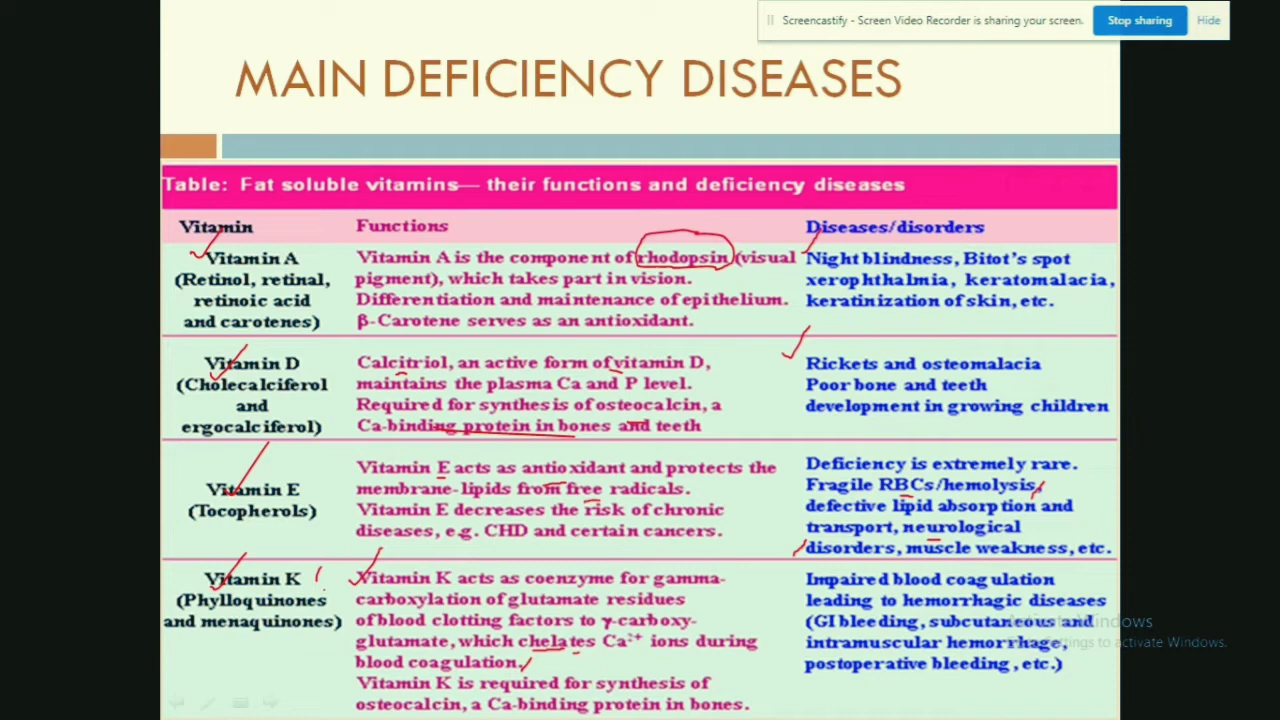 Screencastify - Screen Video Recorder is sharing your screen. Stop sharing Hide
MAIN DEFICIENCY DISEASES
Table: Fat soluble vitamins— their functions and deficiency diseases
Vitamin
Functions
Diseases/disorders
Vitamin A
(Retinol, retinal,
retinoic acid
and carotenes)
Vitamin A is the component of rhodopsin (visual
pigment), which takes part in vision.
Differentiation and maintenance of epithelium.
β-Carotene serves as an antioxidant.
Night blindness, Bitot's spot
xerophthalmia, keratomalacia,
keratinization of skin, etc.
Vitamin D
(Cholecalciferol
and
ergocalciferol)
Calcitriol, an active form of vitamin D,
maintains the plasma Ca and P level.
Required for synthesis of osteocalcin, a
Ca-binding protein in bones and teeth
Rickets and osteomalacia
Poor bone and teeth
development in growing children
Vitamin E
(Tocopherols)
Vitamin E acts as antioxidant and protects the
membrane-lipids from free radicals.
Vitamin E decreases the risk of chronic
diseases, e.g. CHD and certain cancers.
Deficiency is extremely rare.
Fragile RBCs/hemolysis,
defective lipid absorption and
transport, neurological
disorders, muscle weakness, etc.
Vitamin K
(Phylloquinones
and menaquinones)
Vitamin K acts as coenzyme for gamma-
carboxylation of glutamate residues
of blood clotting factors to γ-carboxy-
glutamate, which chelates Ca²⁺ ions during
blood coagulation.
Vitamin K is required for synthesis of
osteocalcin, a Ca-binding protein in bones.
Impaired blood coagulation
leading to hemorrhagic diseases
(GI bleeding, subcutaneous and
intramuscular hemorrhage,
postoperative bleeding, etc.)
Windows
to activate Windows.